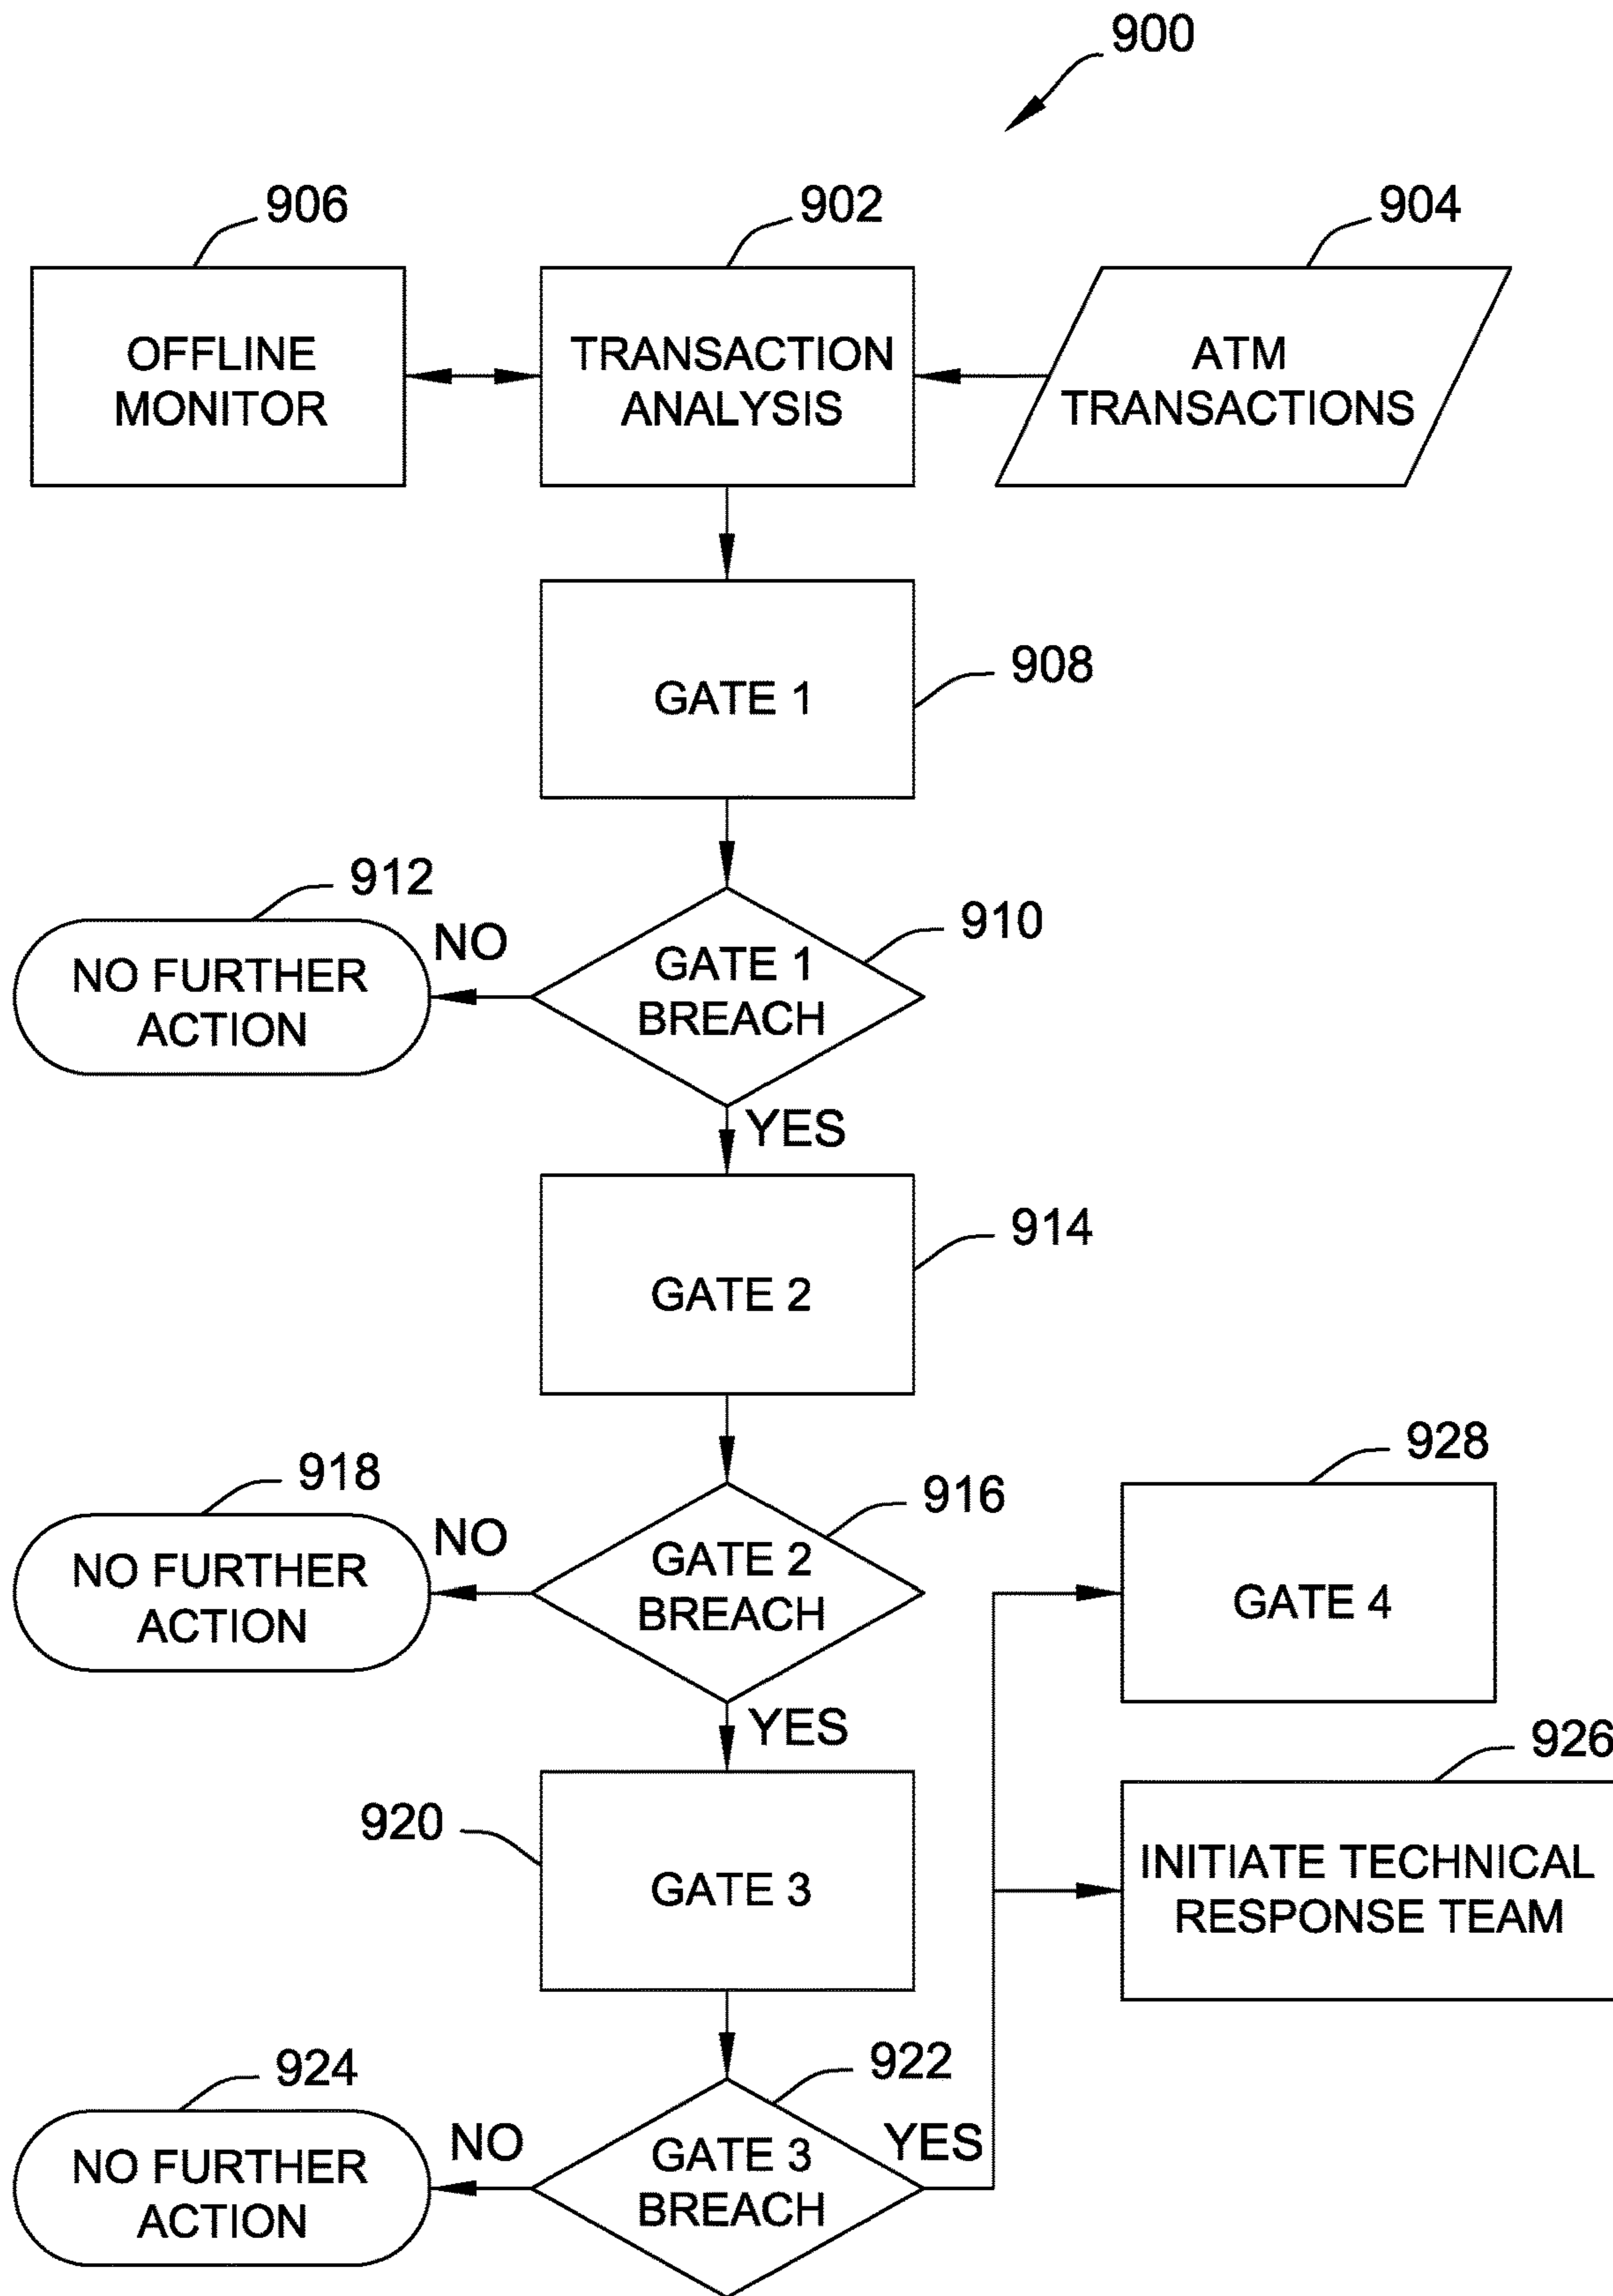 900
906
902
904
OFFLINE
MONITOR
TRANSACTION
ANALYSIS
ATM
TRANSACTIONS
908
GATE 1
912
910
NO
NO FURTHER
ACTION
GATE 1
BREACH
YES
914
GATE 2
918
916
928
NO
NO FURTHER
ACTION
GATE 2
BREACH
GATE 4
YES
926
920
GATE 3
INITIATE TECHNICAL
RESPONSE TEAM
924
922
NO
YES
NO FURTHER
ACTION
GATE 3
BREACH